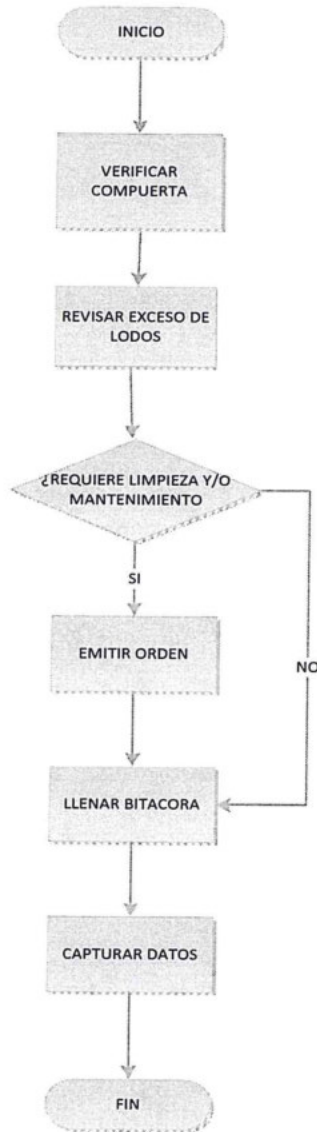 INICIO
VERIFICAR
COMPUERTA
REVISAR EXCESO DE
LODOS
¿REQUIERE LIMPIEZA Y/O
MANTENIMIENTO
SI
EMITIR ORDEN
NO
LLENAR BITACORA
CAPTURAR DATOS
FIN